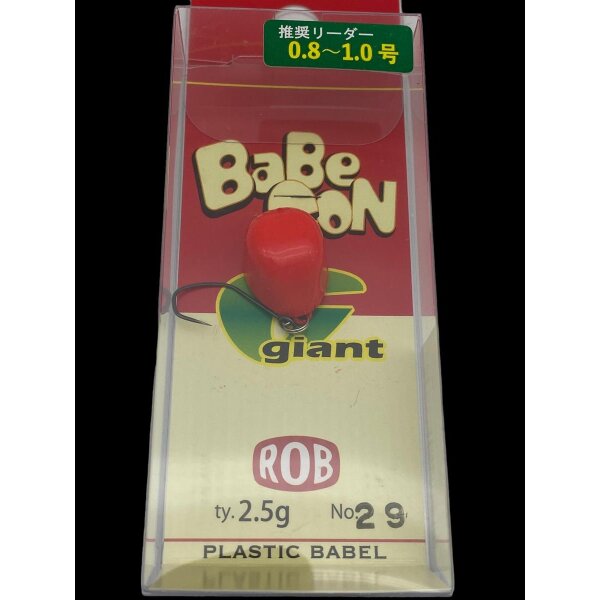 推奨リーダー
0.8～1.0号
BaBe
CON
giant
ROB
ty. 2.5g No.29
PLASTIC BABEL